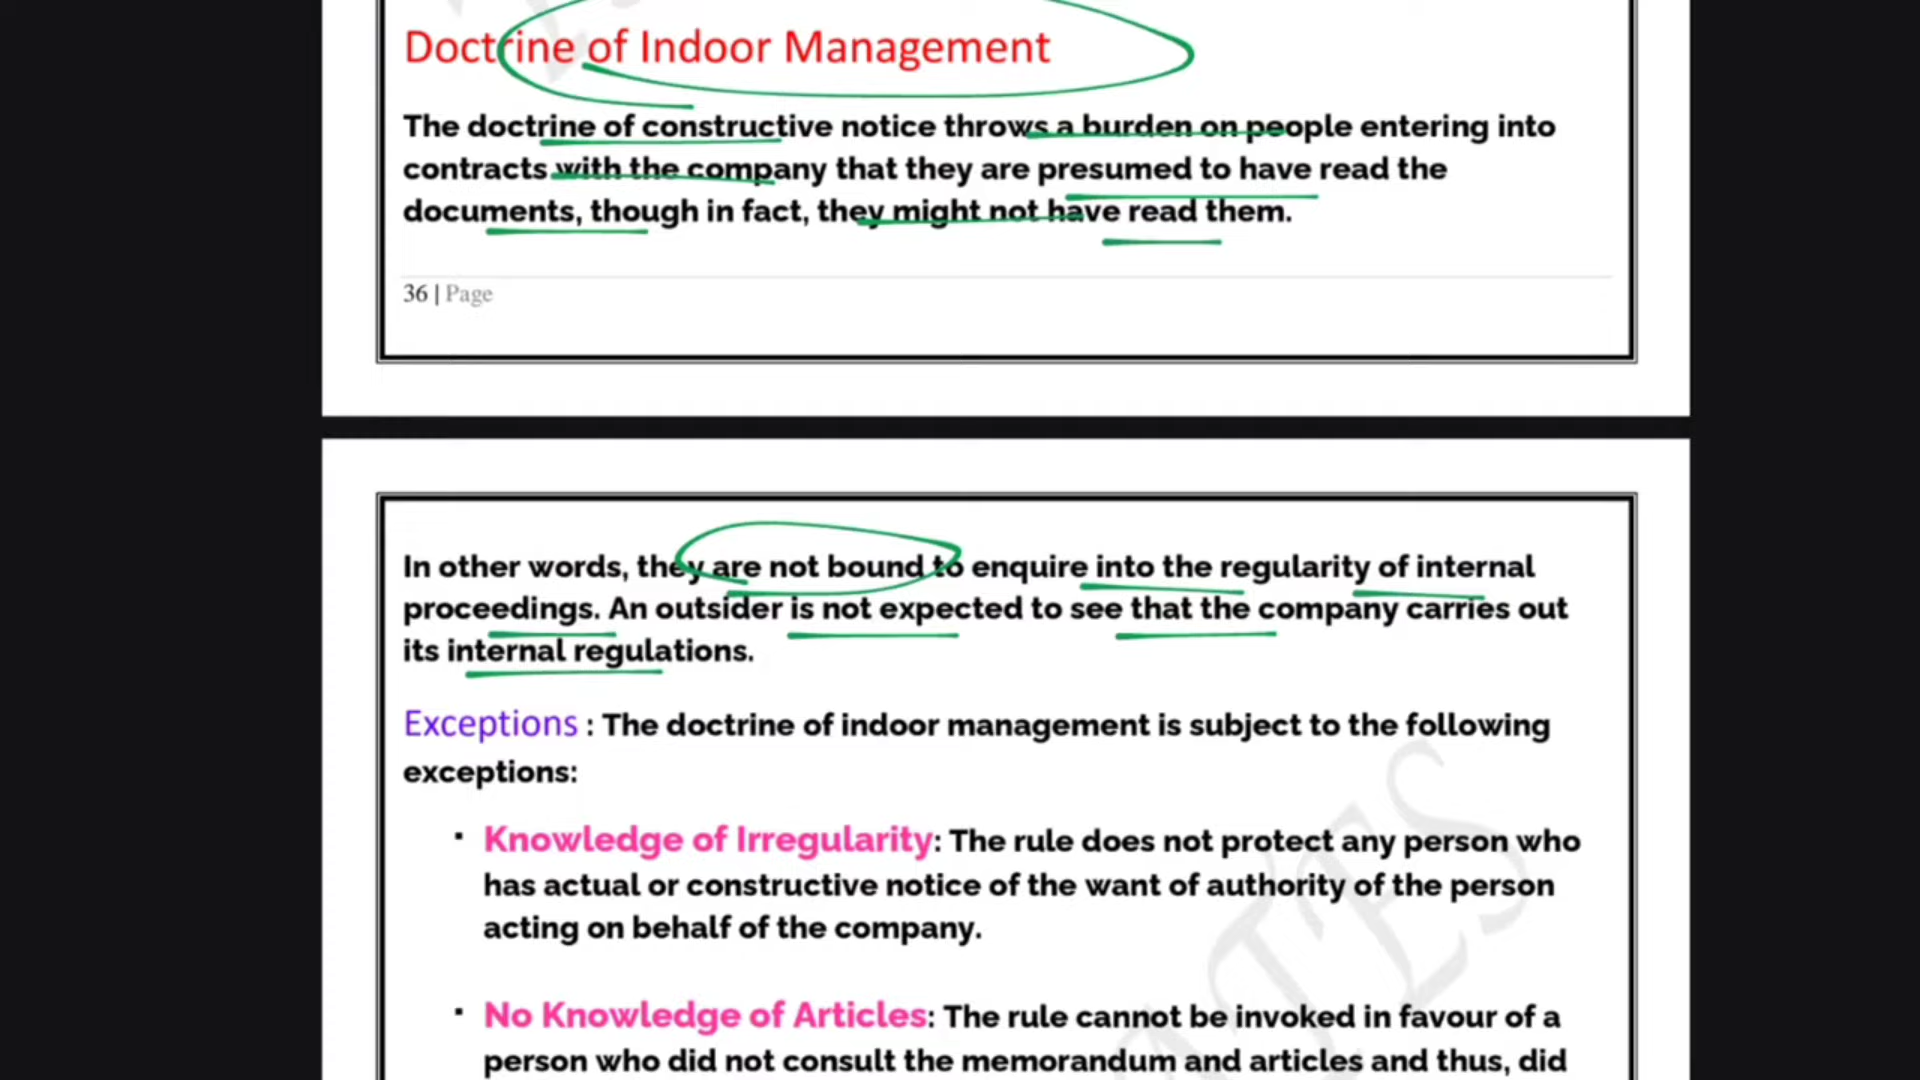 Doctrine of Indoor Management
The doctrine of constructive notice throws a burden on people entering into
contracts with the company that they are presumed to have read the
documents, though in fact, they might not have read them.
36 | Page
In other words, they are not bound to enquire into the regularity of internal
proceedings. An outsider is not expected to see that the company carries out
its internal regulations.
Exceptions : The doctrine of indoor management is subject to the following
exceptions:
▪ Knowledge of Irregularity: The rule does not protect any person who
has actual or constructive notice of the want of authority of the person
acting on behalf of the company.
▪ No Knowledge of Articles: The rule cannot be invoked in favour of a
person who did not consult the memorandum and articles and thus, did